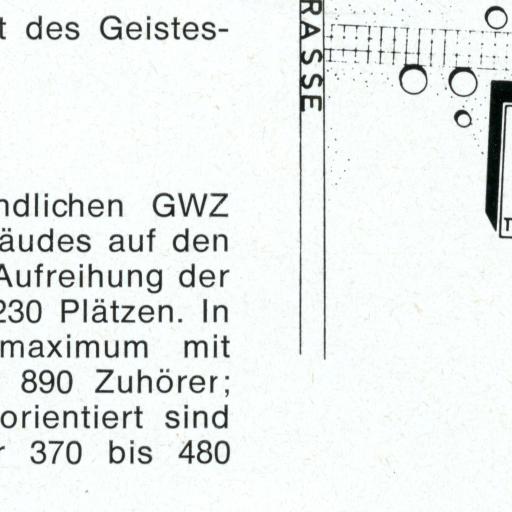 t des Geistes-
ndlichen GWZ
äudes auf den
Aufreihung der
230 Plätzen. In
maximum mit
890 Zuhörer;
orientiert sind
r 370 bis 480
RASSE
T